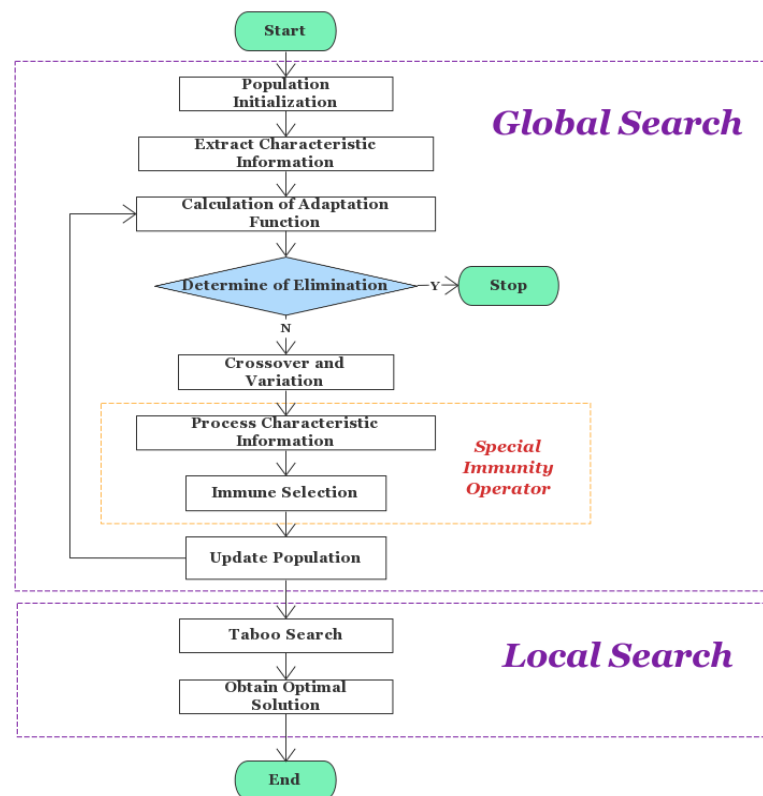 Start
Population
Initialization
Global Search
Extract Characteristic
Information
Calculation of Adaptation
Function
Determine of Elimination
Y
Stop
N
Crossover and
Variation
Process Characteristic
Information
Special
Immunity
Operator
Immune Selection
Update Population
Taboo Search
Local Search
Obtain Optimal
Solution
End